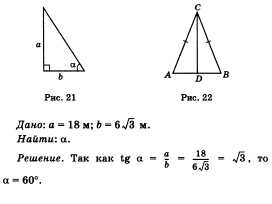 C
a
α
b
A
D
B
Рис. 21
Рис. 22
Дано: a = 18 м; b = 6√3 м.
Найти: α.
Решение. Так как tg α = a/b = 18/(6√3) = √3, то
α = 60°.